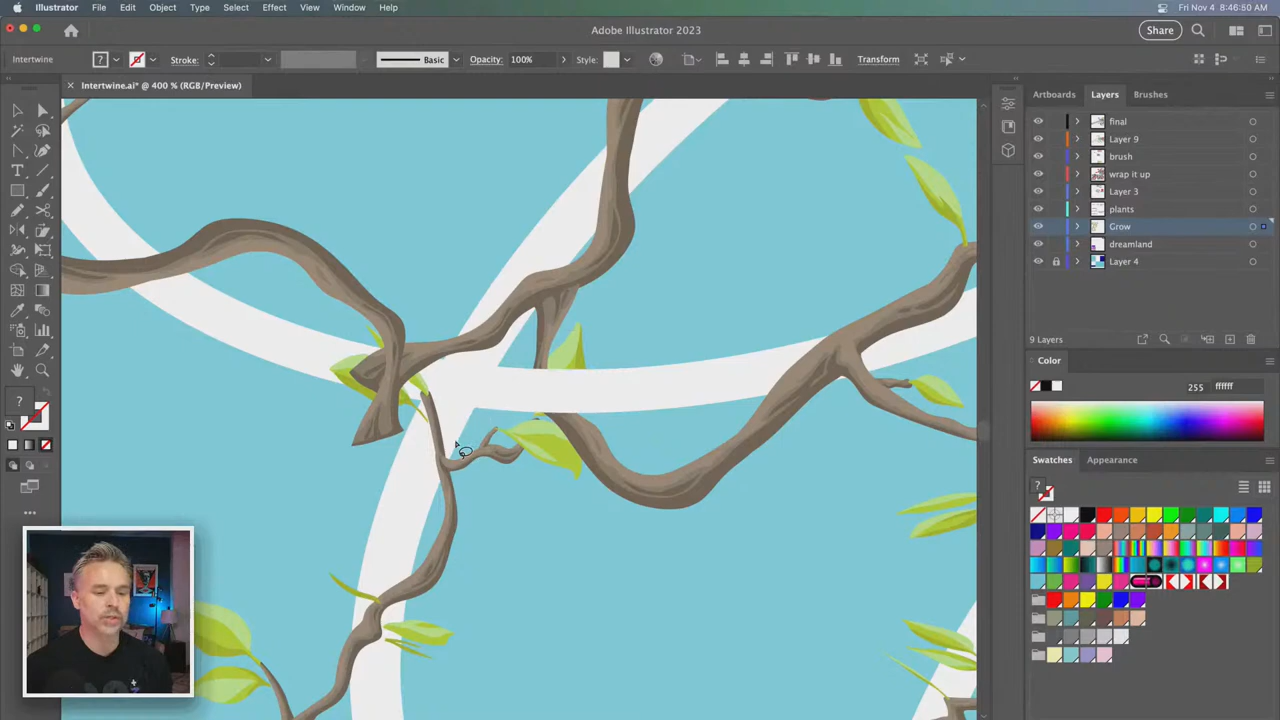 Illustrator File Edit Object Type Select Effect View Window Help Fri Nov 4 8:46:50 AM
Adobe Illustrator 2023 Share
Intertwine ? Stroke: Basic Opacity: 100% Style: Transform
Intertwine.ai* @ 400 % (RGB/Preview)
Artboards Layers Brushes
final
Layer 9
brush
wrap it up
Layer 3
plants
Grow
dreamland
Layer 4
9 Layers
Color
255 ffffff
?
Swatches Appearance
?